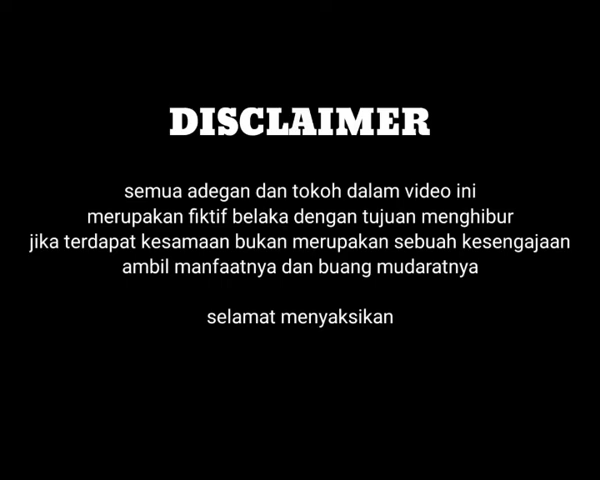 DISCLAIMER
semua adegan dan tokoh dalam video ini
merupakan fiktif belaka dengan tujuan menghibur
jika terdapat kesamaan bukan merupakan sebuah kesengajaan
ambil manfaatnya dan buang mudaratnya
selamat menyaksikan